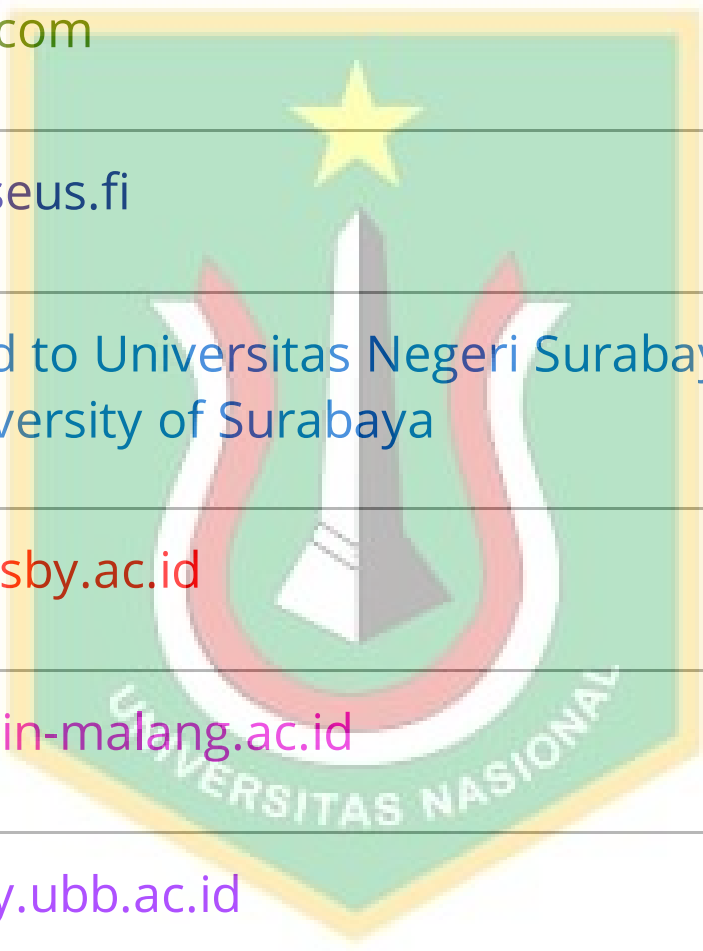 com
seus.fi
d to Universitas Negeri Surabay
versity of Surabaya
sby.ac.id
in-malang.ac.id
UNIVERSITAS NASIONAL
y.ubb.ac.id